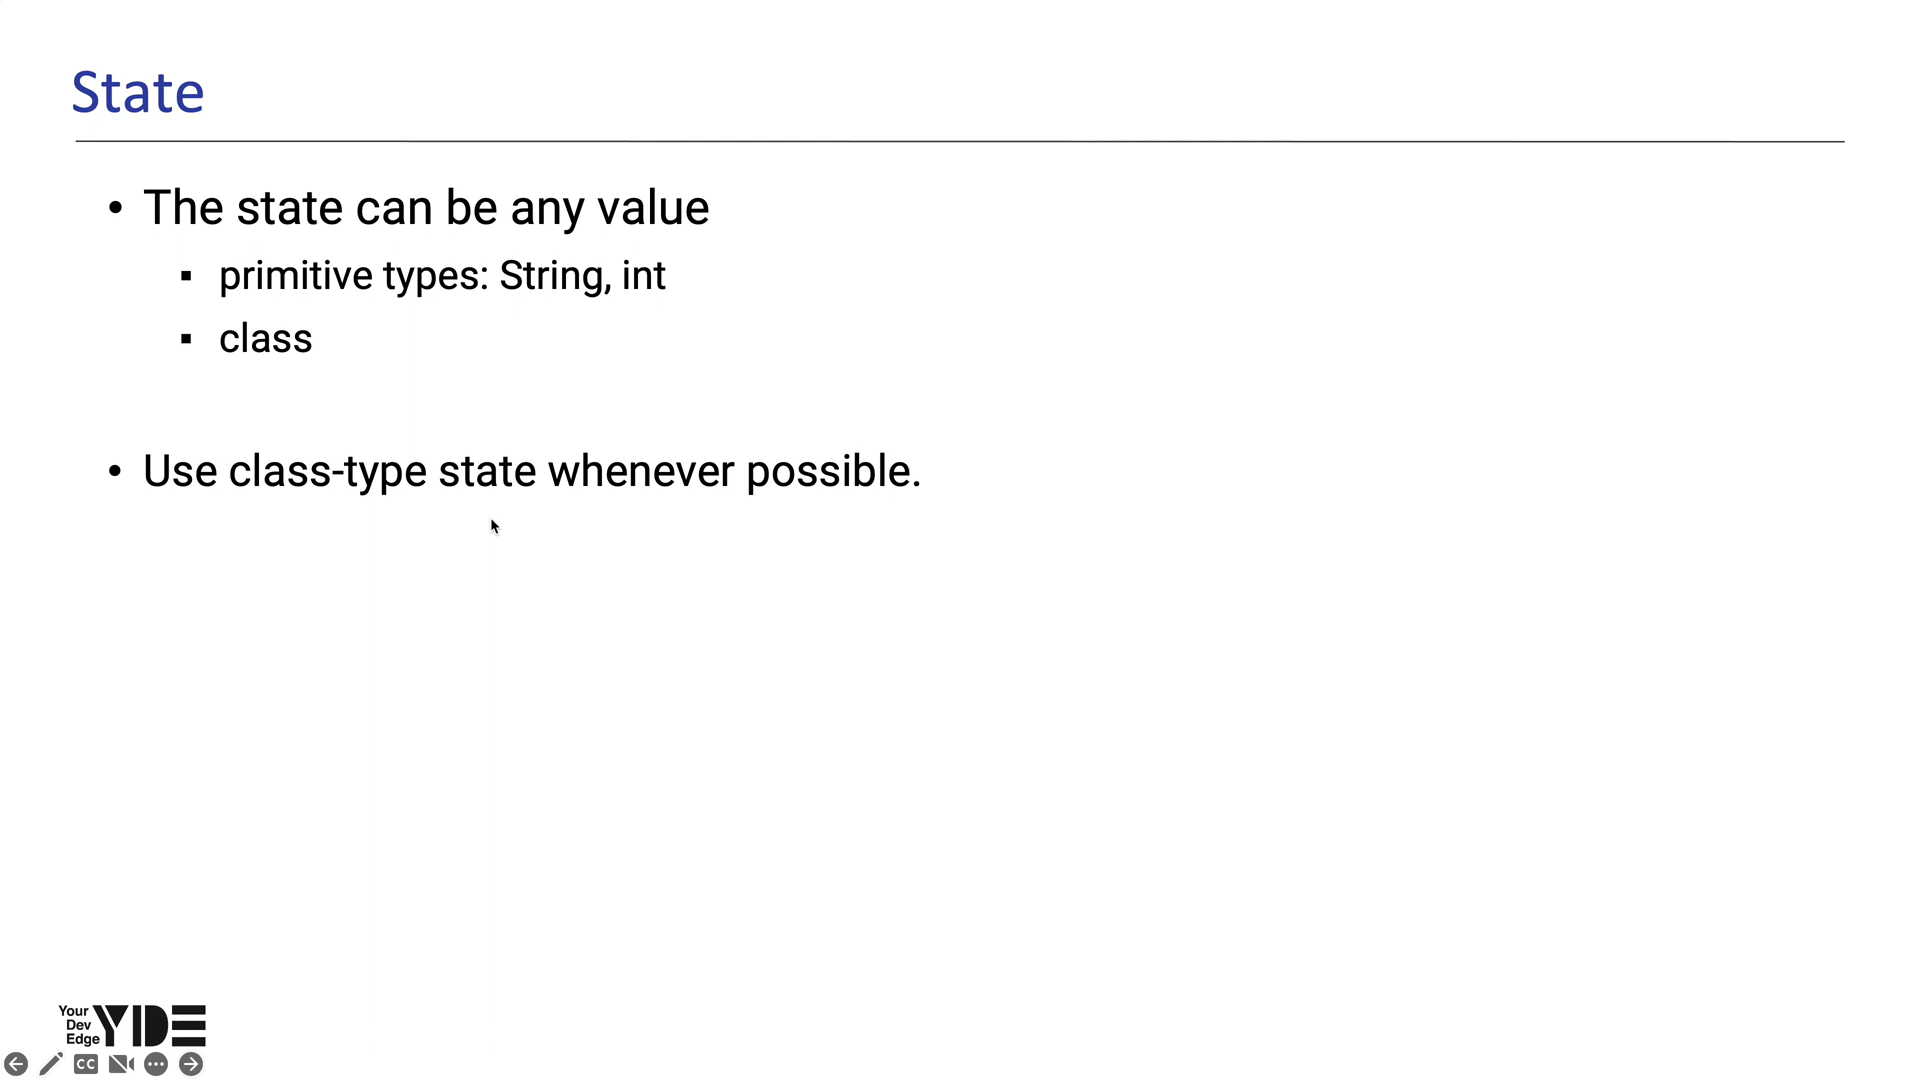 State
• The state can be any value
▪ primitive types: String, int
▪ class
• Use class-type state whenever possible.
Your
Dev
Edge
YIDE
CC